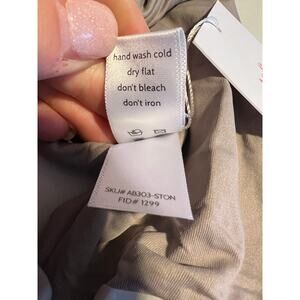 hand wash cold
dry flat
don't bleach
don't iron
SKU# AB303-STON
FID# 1299